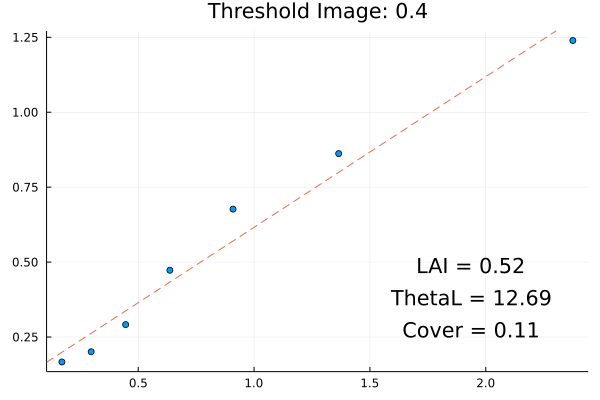 Threshold Image: 0.4
1.25
1.00
0.75
0.50
0.25
LAI = 0.52
ThetaL = 12.69
Cover = 0.11
0.5 1.0 1.5 2.0